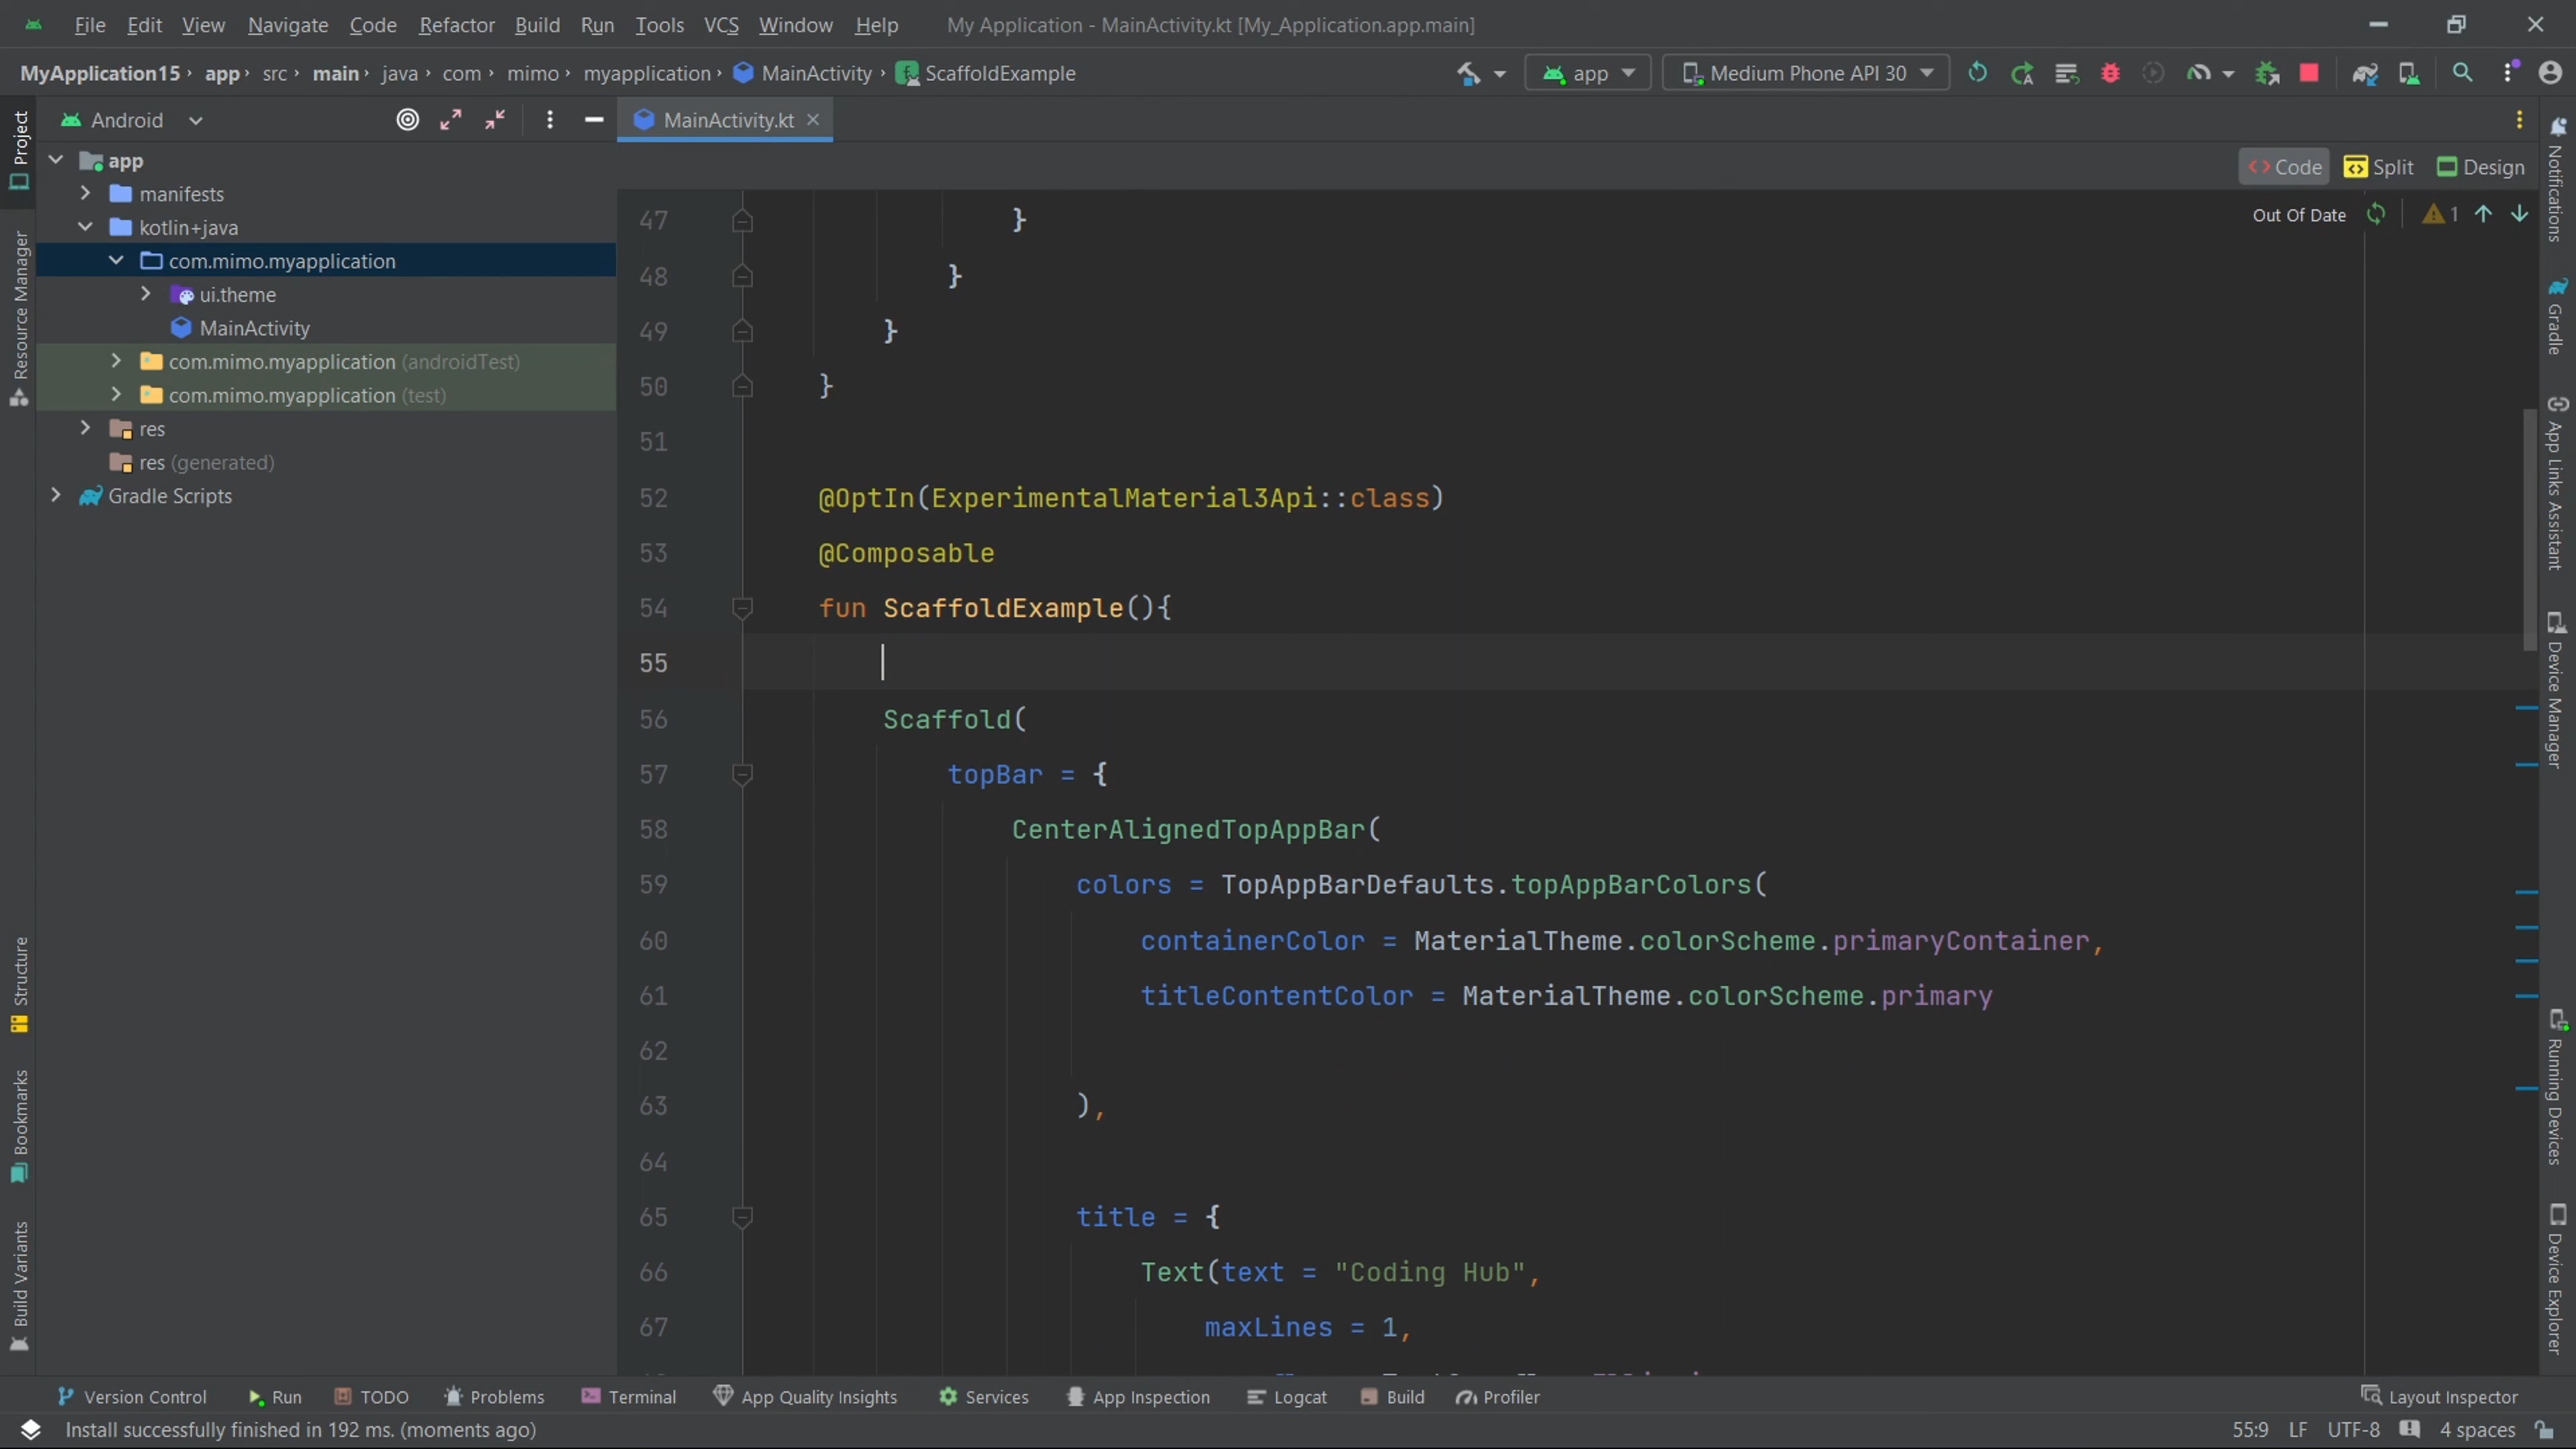 File Edit View Navigate Code Refactor Build Run Tools VCS Window Help My Application - MainActivity.kt [My_Application.app.main]
MyApplication15 app src main java com mimo myapplication MainActivity ScaffoldExample app Medium Phone API 30
Android MainActivity.kt
Code Split Design
Out Of Date 1
Project
Resource Manager
Structure
Bookmarks
Build Variants
app
manifests
kotlin+java
com.mimo.myapplication
ui.theme
MainActivity
com.mimo.myapplication (androidTest)
com.mimo.myapplication (test)
res
res (generated)
Gradle Scripts
47 }
48 }
49 }
50 }
51
52 @OptIn(ExperimentalMaterial3Api::class)
53 @Composable
54 fun ScaffoldExample(){
55
56 Scaffold(
57 topBar = {
58 CenterAlignedTopAppBar(
59 colors = TopAppBarDefaults.topAppBarColors(
60 containerColor = MaterialTheme.colorScheme.primaryContainer,
61 titleContentColor = MaterialTheme.colorScheme.primary
62
63 ),
64
65 title = {
66 Text(text = "Coding Hub",
67 maxLines = 1,
Notifications
Gradle
App Links Assistant
Device Manager
Running Devices
Device Explorer
Version Control Run TODO Problems Terminal App Quality Insights Services App Inspection Logcat Build Profiler Layout Inspector
Install successfully finished in 192 ms. (moments ago) 55:9 LF UTF-8 4 spaces